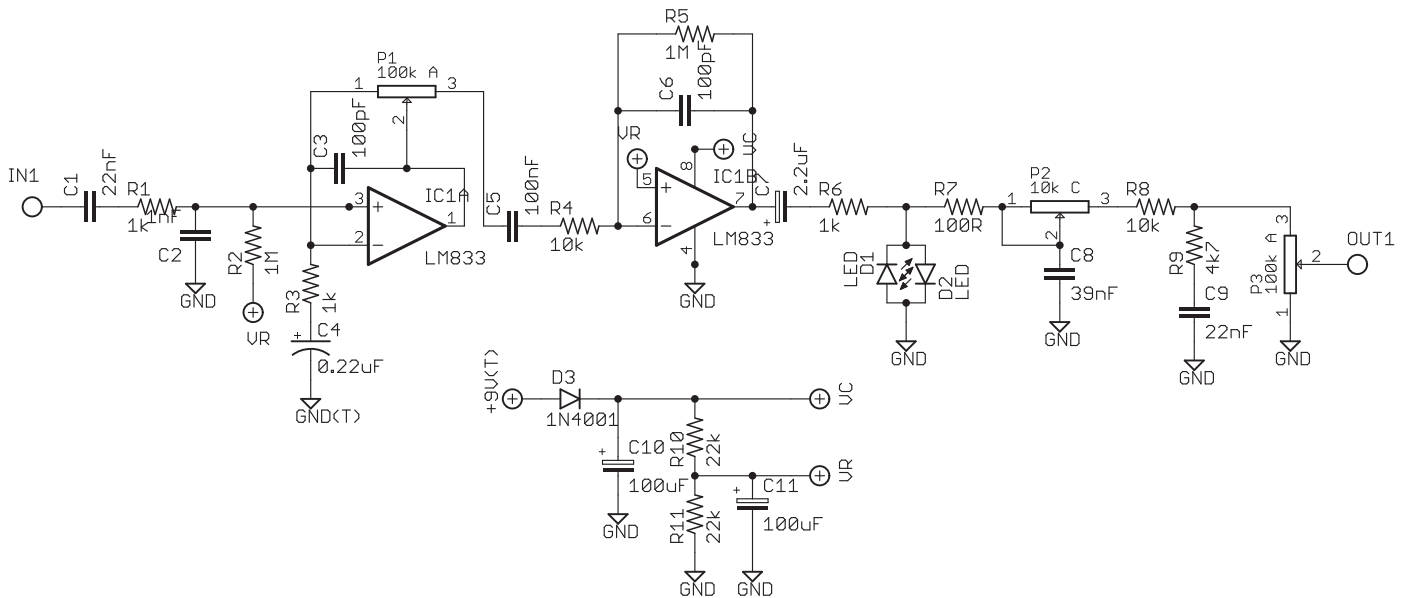 R5
1M
C6
100pF
P1
100k A
1
3
2
C3
100pF
VR
8
VC
IN1
C1
22nF
R1
1k
1nF
C2
GND
R2
1M
VR
3
2
1
IC1A
LM833
R3
1k
C4
0.22uF
GND(T)
C5
100nF
R4
10k
5
6
7
4
IC1B
LM833
GND
C7
2.2uF
R6
1k
LED
D1
D2
LED
GND
R7
100R
P2
10k C
1
3
2
C8
39nF
GND
R8
10k
R9
4k7
C9
22nF
GND
P3
100k A
3
2
1
GND
OUT1
+9V(T)
D3
1N4001
VC
C10
100uF
GND
R10
22k
VR
R11
22k
C11
100uF
GND
GND